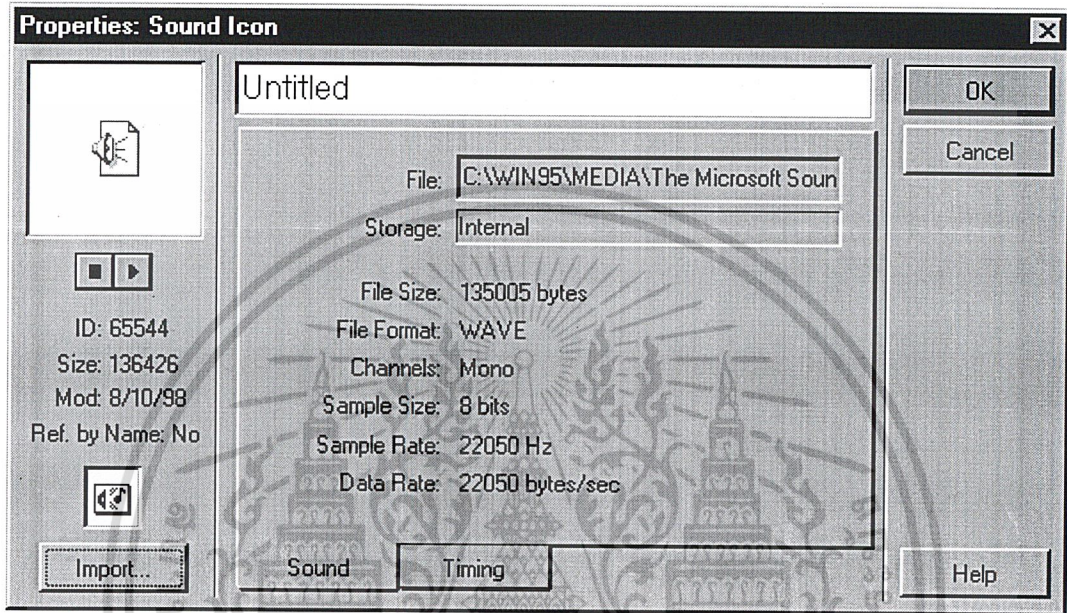 Properties: Sound Icon
Untitled
OK
Cancel
File: C:\WIN95\MEDIA\The Microsoft Soun
Storage: Internal
File Size: 135005 bytes
File Format: WAVE
Channels: Mono
Sample Size: 8 bits
Sample Rate: 22050 Hz
Data Rate: 22050 bytes/sec
ID: 65544
Size: 136426
Mod: 8/10/98
Ref. by Name: No
Import...
Sound
Timing
Help